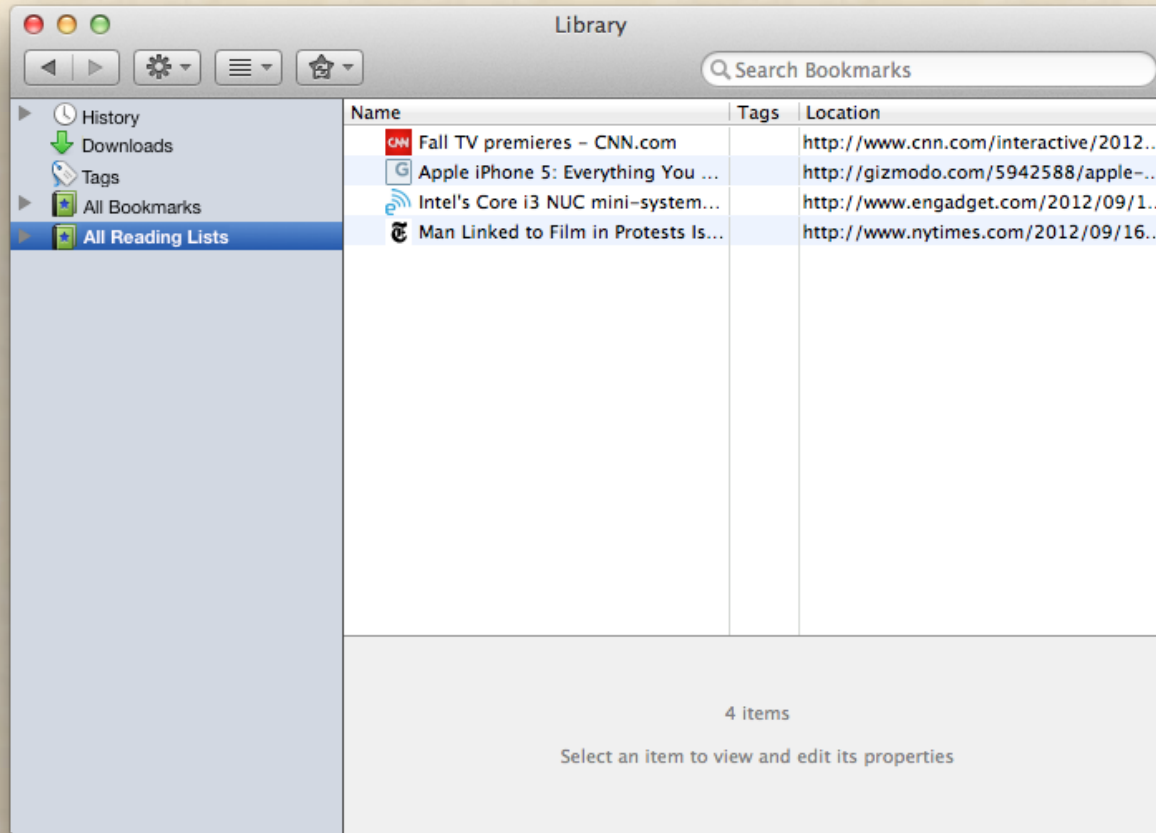 Library
Search Bookmarks
History
Downloads
Tags
All Bookmarks
All Reading Lists
Name Tags Location
CNN Fall TV premieres – CNN.com http://www.cnn.com/interactive/2012...
G Apple iPhone 5: Everything You ... http://gizmodo.com/5942588/apple-...
e Intel's Core i3 NUC mini-system... http://www.engadget.com/2012/09/1...
T Man Linked to Film in Protests Is... http://www.nytimes.com/2012/09/16...
4 items
Select an item to view and edit its properties